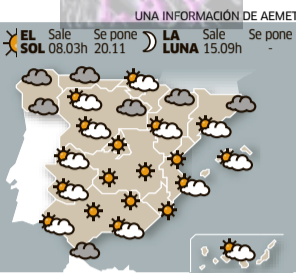 UNA INFORMACIÓN DE AEMET
EL SOL Sale 08.03h Se pone 20.11
LA LUNA Sale 15.09h Se pone -